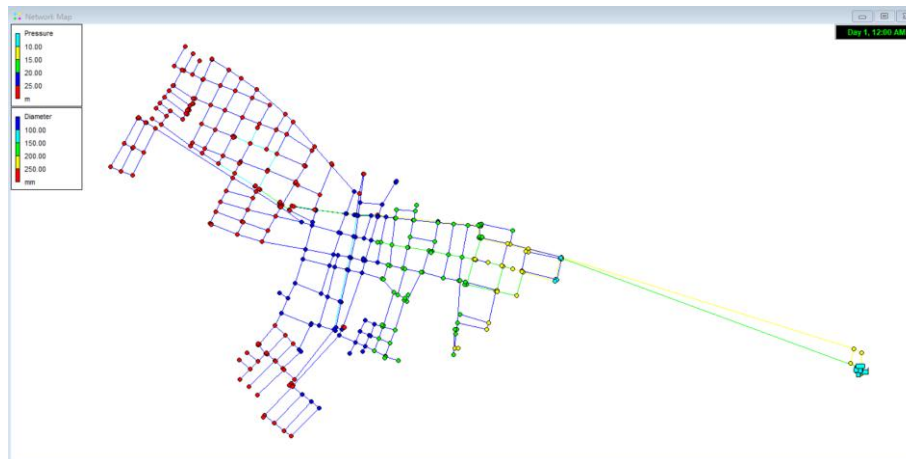 Network Map
Day 1, 12:00 AM
Pressure
10.00
15.00
20.00
25.00
m
Diameter
100.00
150.00
200.00
250.00
mm